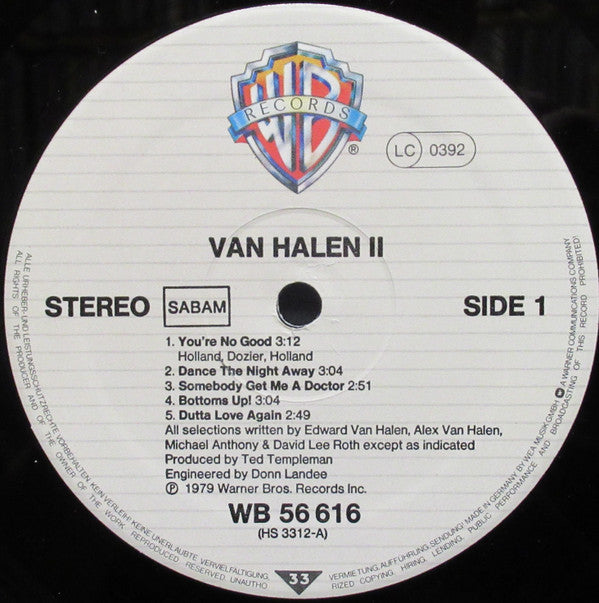 WB
RECORDS
®
LC 0392
VAN HALEN II
STEREO SABAM SIDE 1
1. You're No Good 3:12
Holland, Dozier, Holland
2. Dance The Night Away 3:04
3. Somebody Get Me A Doctor 2:51
4. Bottoms Up! 3:04
5. Dutta Love Again 2:49
All selections written by Edward Van Halen, Alex Van Halen,
Michael Anthony & David Lee Roth except as indicated
Produced by Ted Templeman
Engineered by Donn Landee
℗ 1979 Warner Bros. Records Inc.
WB 56 616
(HS 3312-A)
33
ALLE URHEBER- UND LEISTUNGSSCHUTZRECHTE VORBEHALTEN. KEIN VERLEIH! KEINE UNERLAUBTE VERVIELFÄLTIGUNG,
VERMIETUNG, AUFFÜHRUNG, SENDUNG! MADE IN GERMANY BY WEA MUSIK GMBH A WARNER COMMUNICATIONS COMPANY
ALL RIGHTS OF THE PRODUCER AND OF THE OWNER OF THE WORK REPRODUCED RESERVED. UNAUTHO
RIZED COPYING, HIRING, LENDING, PUBLIC PERFORMANCE AND BROADCASTING OF THIS RECORD PROHIBITED!